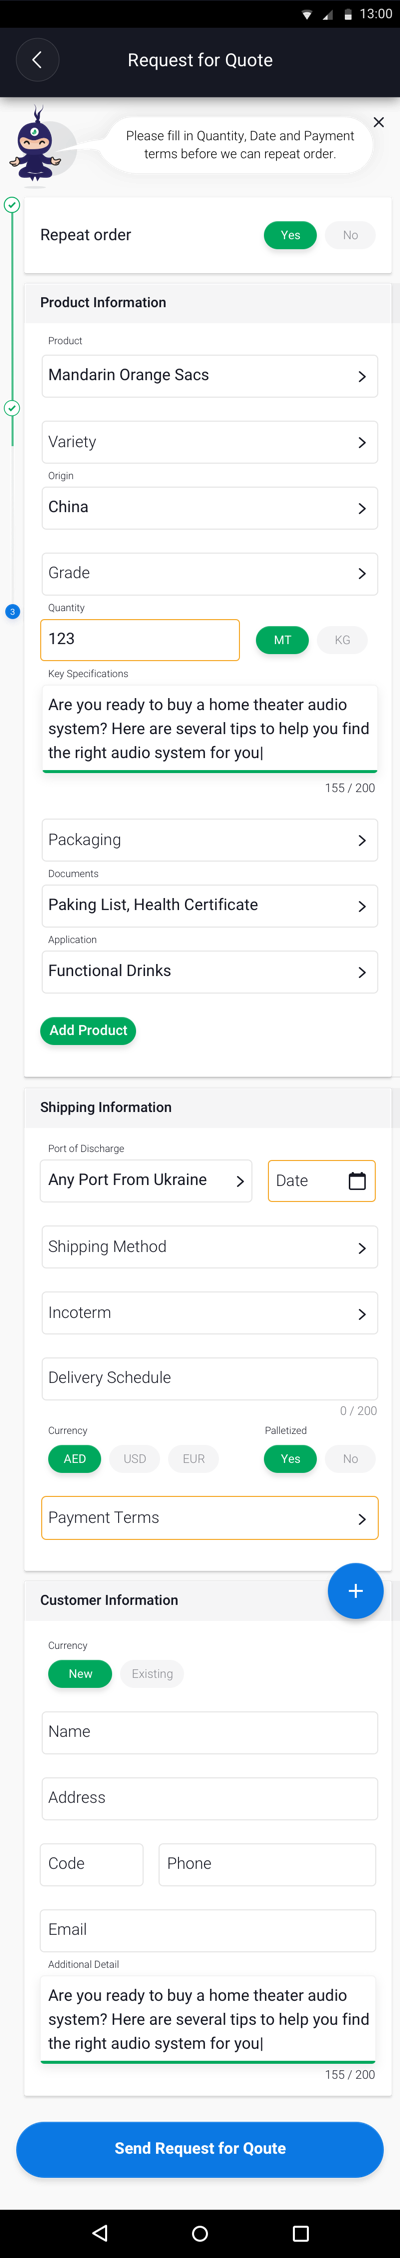 13:00
Request for Quote
Please fill in Quantity, Date and Payment
terms before we can repeat order.
Repeat order
Yes
No
Product Information
Product
Mandarin Orange Sacs
Variety
Origin
China
Grade
3
Quantity
123
MT
KG
Key Specifications
Are you ready to buy a home theater audio
system? Here are several tips to help you find
the right audio system for you|
155 / 200
Packaging
Documents
Paking List, Health Certificate
Application
Functional Drinks
Add Product
Shipping Information
Port of Discharge
Any Port From Ukraine
Date
Shipping Method
Incoterm
Delivery Schedule
0 / 200
Currency
Palletized
AED
USD
EUR
Yes
No
Payment Terms
Customer Information
Currency
New
Existing
Name
Address
Code
Phone
Email
Additional Detail
Are you ready to buy a home theater audio
system? Here are several tips to help you find
the right audio system for you|
155 / 200
Send Request for Qoute